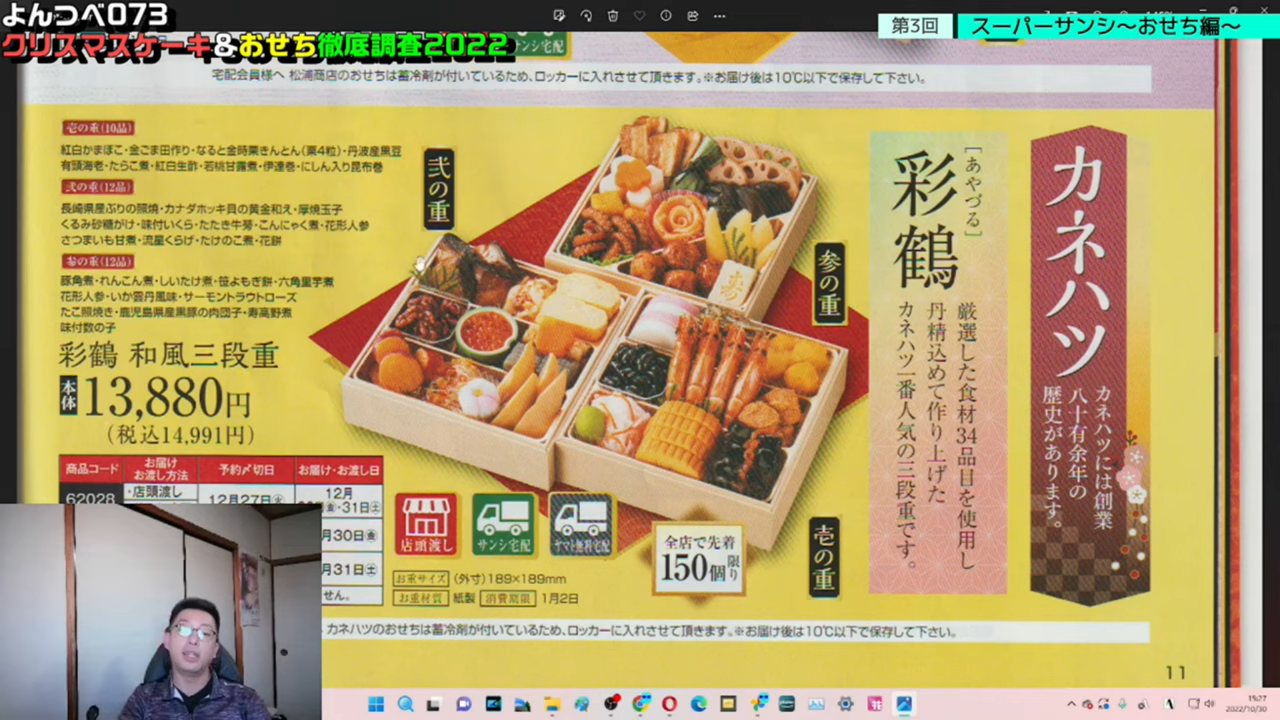 よんつべ073
クリスマスケーキ&おせち徹底調査2022
第3回
スーパーサンシ～おせち編～
サンシ宅配
宅配会員様へ 松浦商店のおせちは蓄冷剤が付いているため、ロッカーに入れさせて頂きます。※お届け後は10℃以下で保存して下さい。
壱の重(10品)
紅白かまぼこ・金ごま田作り・なると金時栗きんとん(栗4粒)・丹波産黒豆
有頭海老・たらこ煮・紅白生酢・若桃甘露煮・伊達巻・にしん入り昆布巻
弐の重(12品)
長崎県産ぶりの照焼・カナダホッキ貝の黄金和え・厚焼玉子
くるみ砂糖がけ・味付いくら・たたき牛蒡・こんにゃく煮・花形人参
さつまいも甘煮・流星くらげ・たけのこ煮・花餅
参の重(12品)
豚角煮・れんこん煮・しいたけ煮・笹よもぎ餅・六角里芋煮
花形人参・いか雲丹風味・サーモントラウトローズ
たこ照焼き・鹿児島県産黒豚の肉団子・寿高野煮
味付数の子
彩鶴 和風三段重
本体13,880円
(税込14,991円)
商品コード
お届けお渡し方法
予約〆切日
お届け・お渡し日
62028
・店頭渡し
12月27日㊋
12月
㊎・31日㊏
月30日㊎
月31日㊏
せん。
弐の重
参の重
壱の重
寿
店頭渡し
サンシ宅配
ヤマト無料宅配
お重サイズ (外寸)189×189mm
お重材質 紙製 消費期限 1月2日
全店で先着
150個限り
[あやづる]
彩鶴
厳選した食材34品目を使用し
丹精込めて作り上げた
カネハツ一番人気の三段重です。
カネハツ
カネハツには創業
八十有余年の
歴史があります。
カネハツのおせちは蓄冷剤が付いているため、ロッカーに入れさせて頂きます。※お届け後は10℃以下で保存して下さい。
11
15:27
2022/10/30